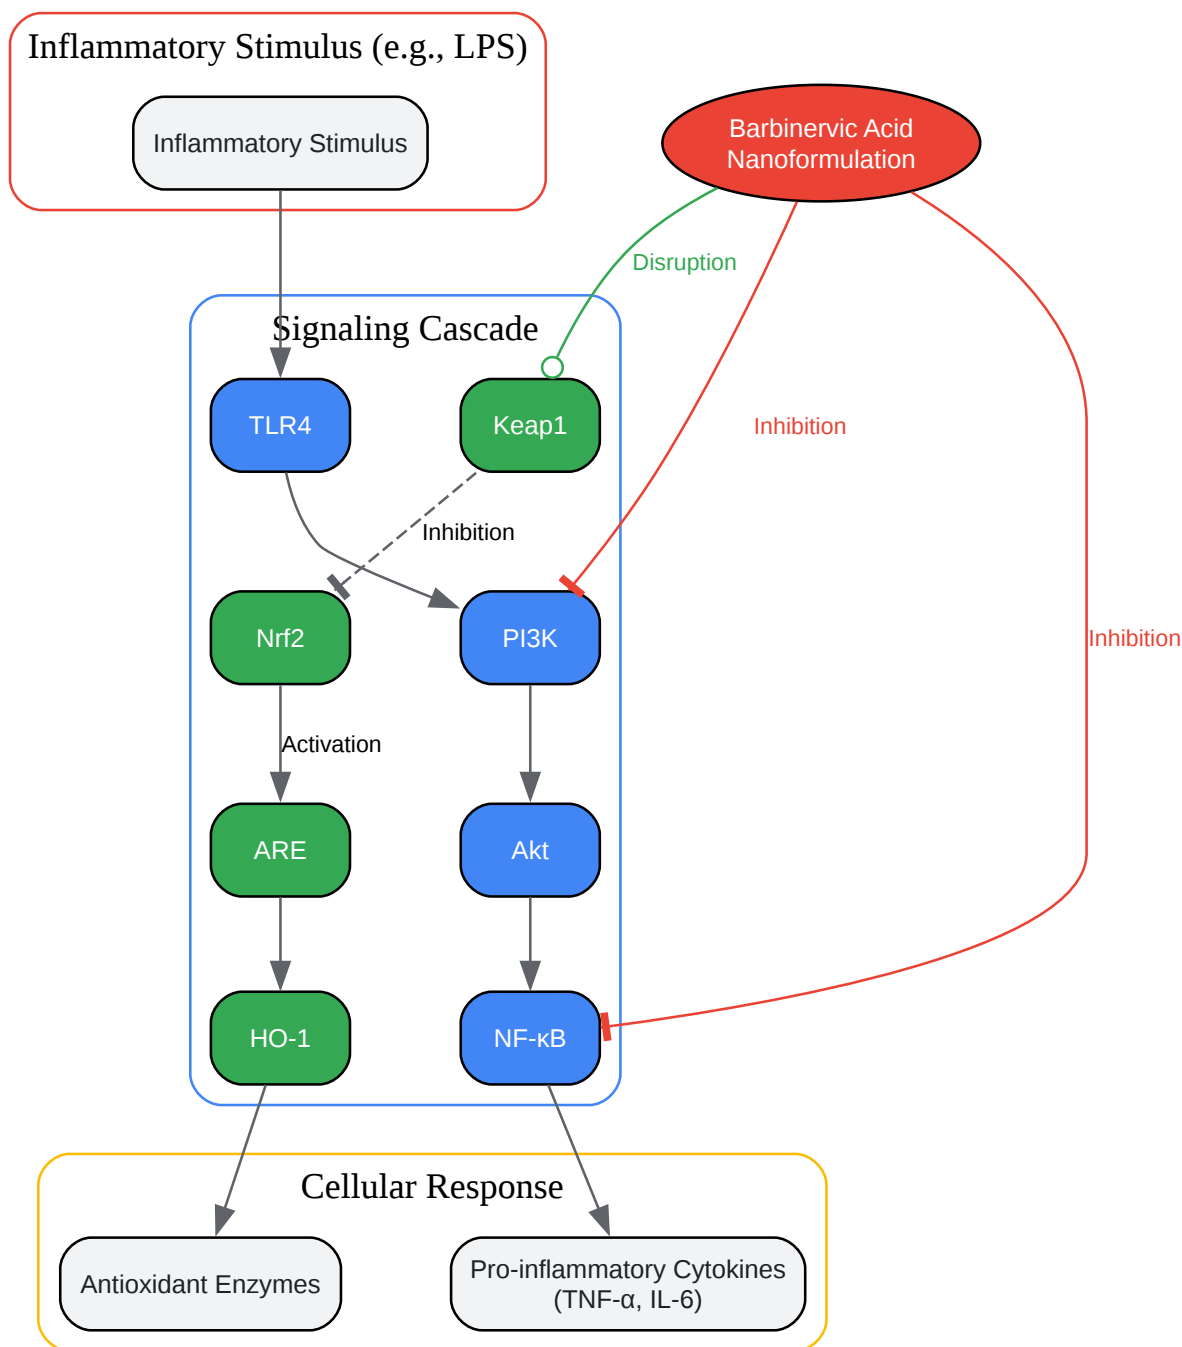 Inflammatory Stimulus (e.g., LPS)
Inflammatory Stimulus
Barbinervic Acid
Nanoformulation
Disruption
Signaling Cascade
TLR4
Keap1
Inhibition
Inhibition
Nrf2
PI3K
Inhibition
Activation
ARE
Akt
HO-1
NF-κB
Cellular Response
Antioxidant Enzymes
Pro-inflammatory Cytokines
(TNF-α, IL-6)